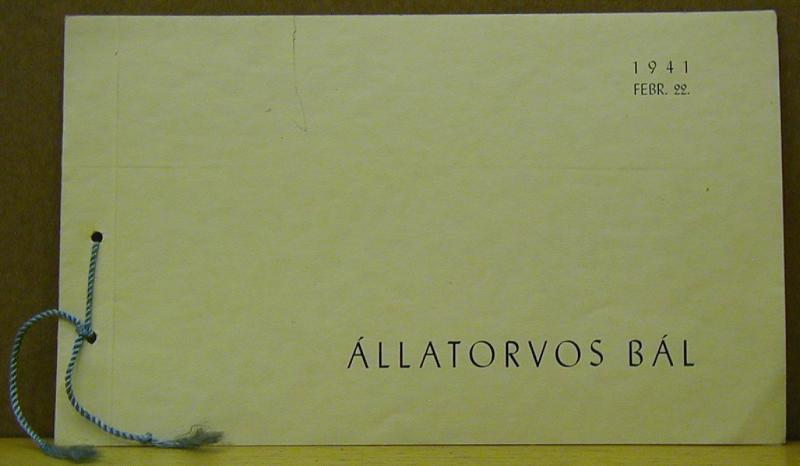 1941
FEBR. 22.
ÁLLATORVOS BÁL